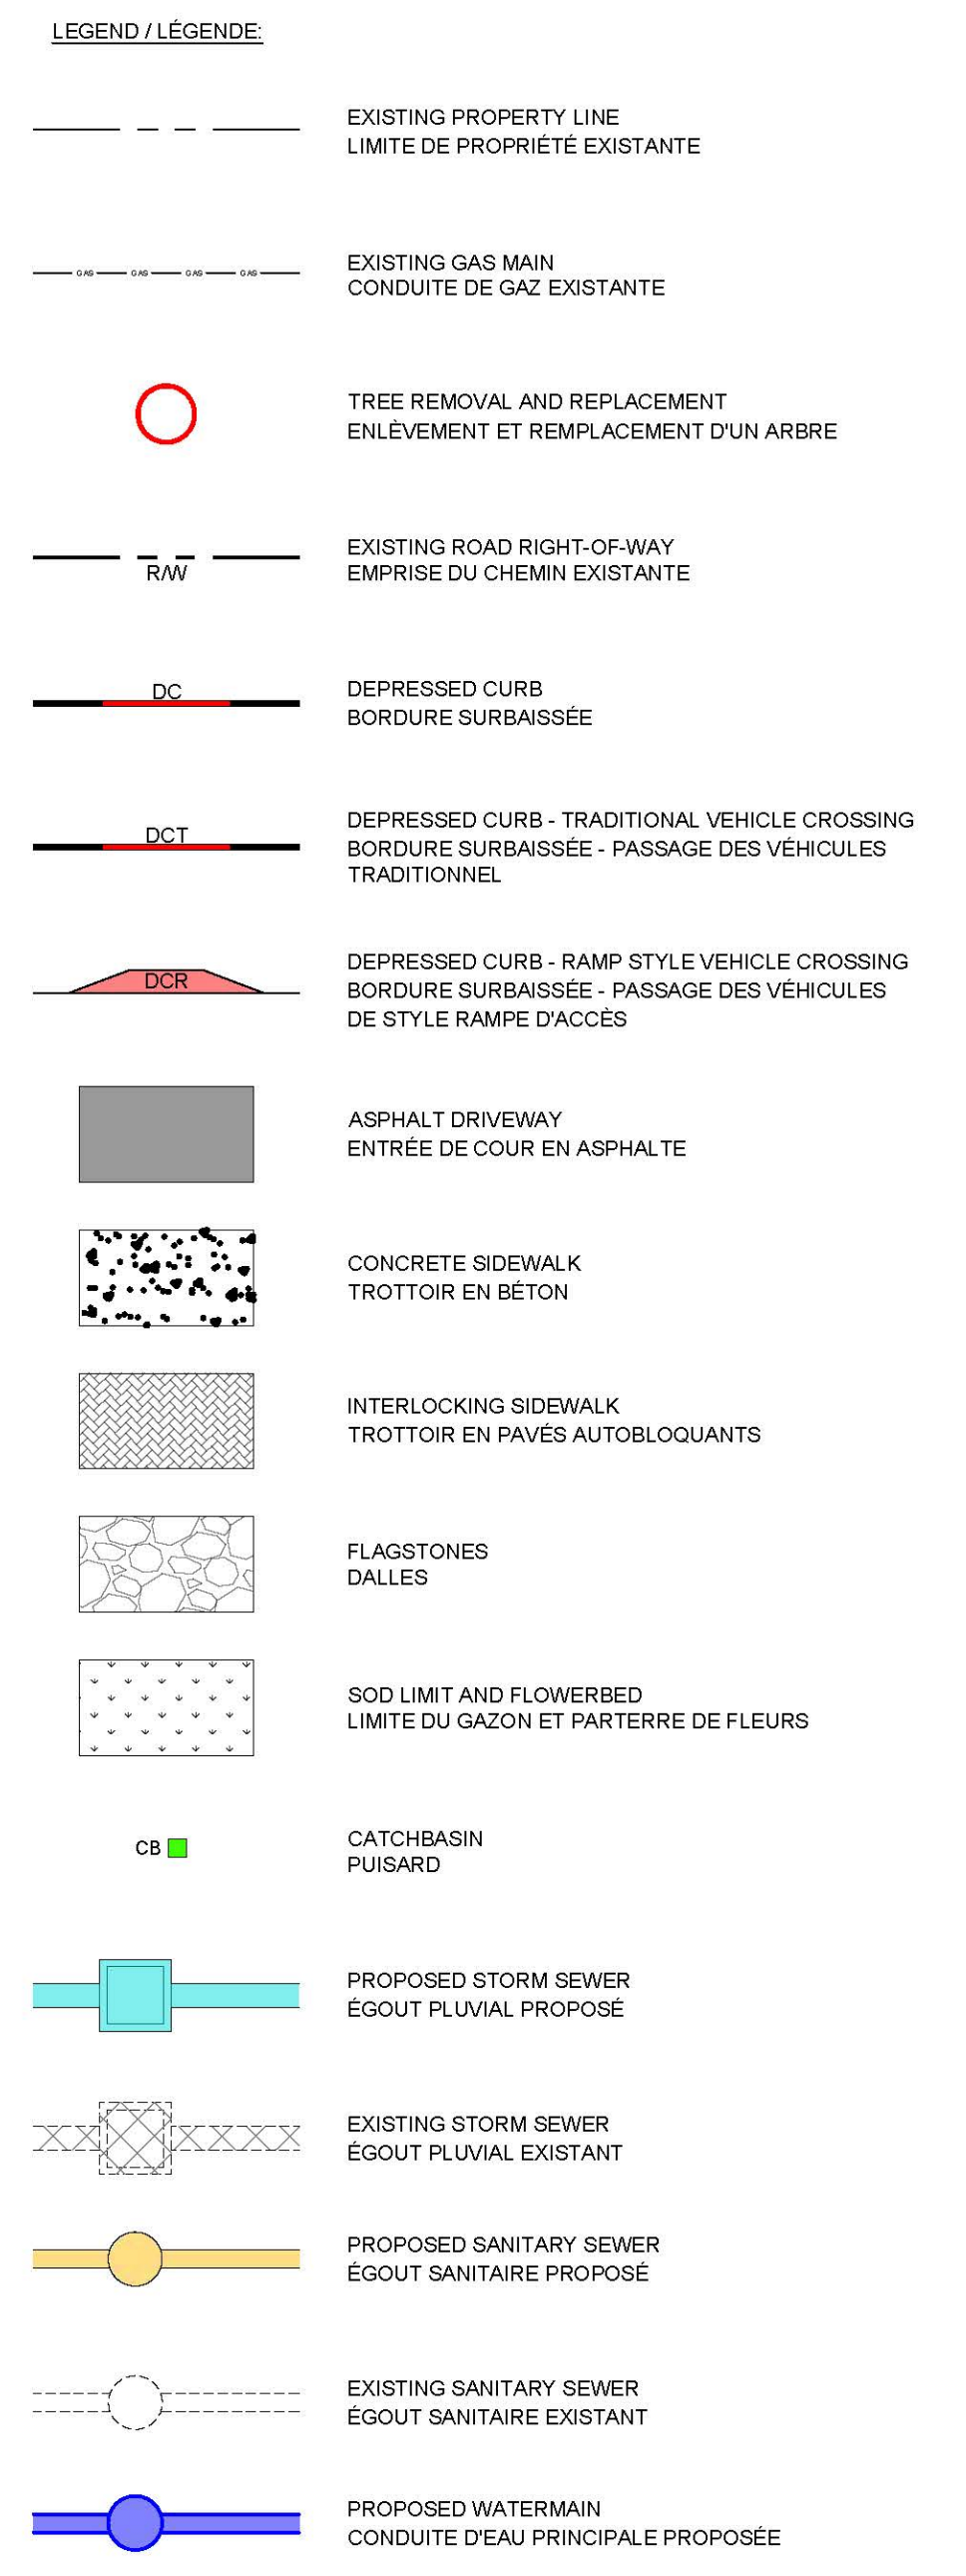 LEGEND / LÉGENDE:
EXISTING PROPERTY LINE
LIMITE DE PROPRIÉTÉ EXISTANTE
GAS GAS GAS GAS
EXISTING GAS MAIN
CONDUITE DE GAZ EXISTANTE
TREE REMOVAL AND REPLACEMENT
ENLÈVEMENT ET REMPLACEMENT D'UN ARBRE
R/W
EXISTING ROAD RIGHT-OF-WAY
EMPRISE DU CHEMIN EXISTANTE
DC
DEPRESSED CURB
BORDURE SURBAISSÉE
DCT
DEPRESSED CURB - TRADITIONAL VEHICLE CROSSING
BORDURE SURBAISSÉE - PASSAGE DES VÉHICULES
TRADITIONNEL
DCR
DEPRESSED CURB - RAMP STYLE VEHICLE CROSSING
BORDURE SURBAISSÉE - PASSAGE DES VÉHICULES
DE STYLE RAMPE D'ACCÈS
ASPHALT DRIVEWAY
ENTRÉE DE COUR EN ASPHALTE
CONCRETE SIDEWALK
TROTTOIR EN BÉTON
INTERLOCKING SIDEWALK
TROTTOIR EN PAVÉS AUTOBLOQUANTS
FLAGSTONES
DALLES
SOD LIMIT AND FLOWERBED
LIMITE DU GAZON ET PARTERRE DE FLEURS
CB
CATCHBASIN
PUISARD
PROPOSED STORM SEWER
ÉGOUT PLUVIAL PROPOSÉ
EXISTING STORM SEWER
ÉGOUT PLUVIAL EXISTANT
PROPOSED SANITARY SEWER
ÉGOUT SANITAIRE PROPOSÉ
EXISTING SANITARY SEWER
ÉGOUT SANITAIRE EXISTANT
PROPOSED WATERMAIN
CONDUITE D'EAU PRINCIPALE PROPOSÉE